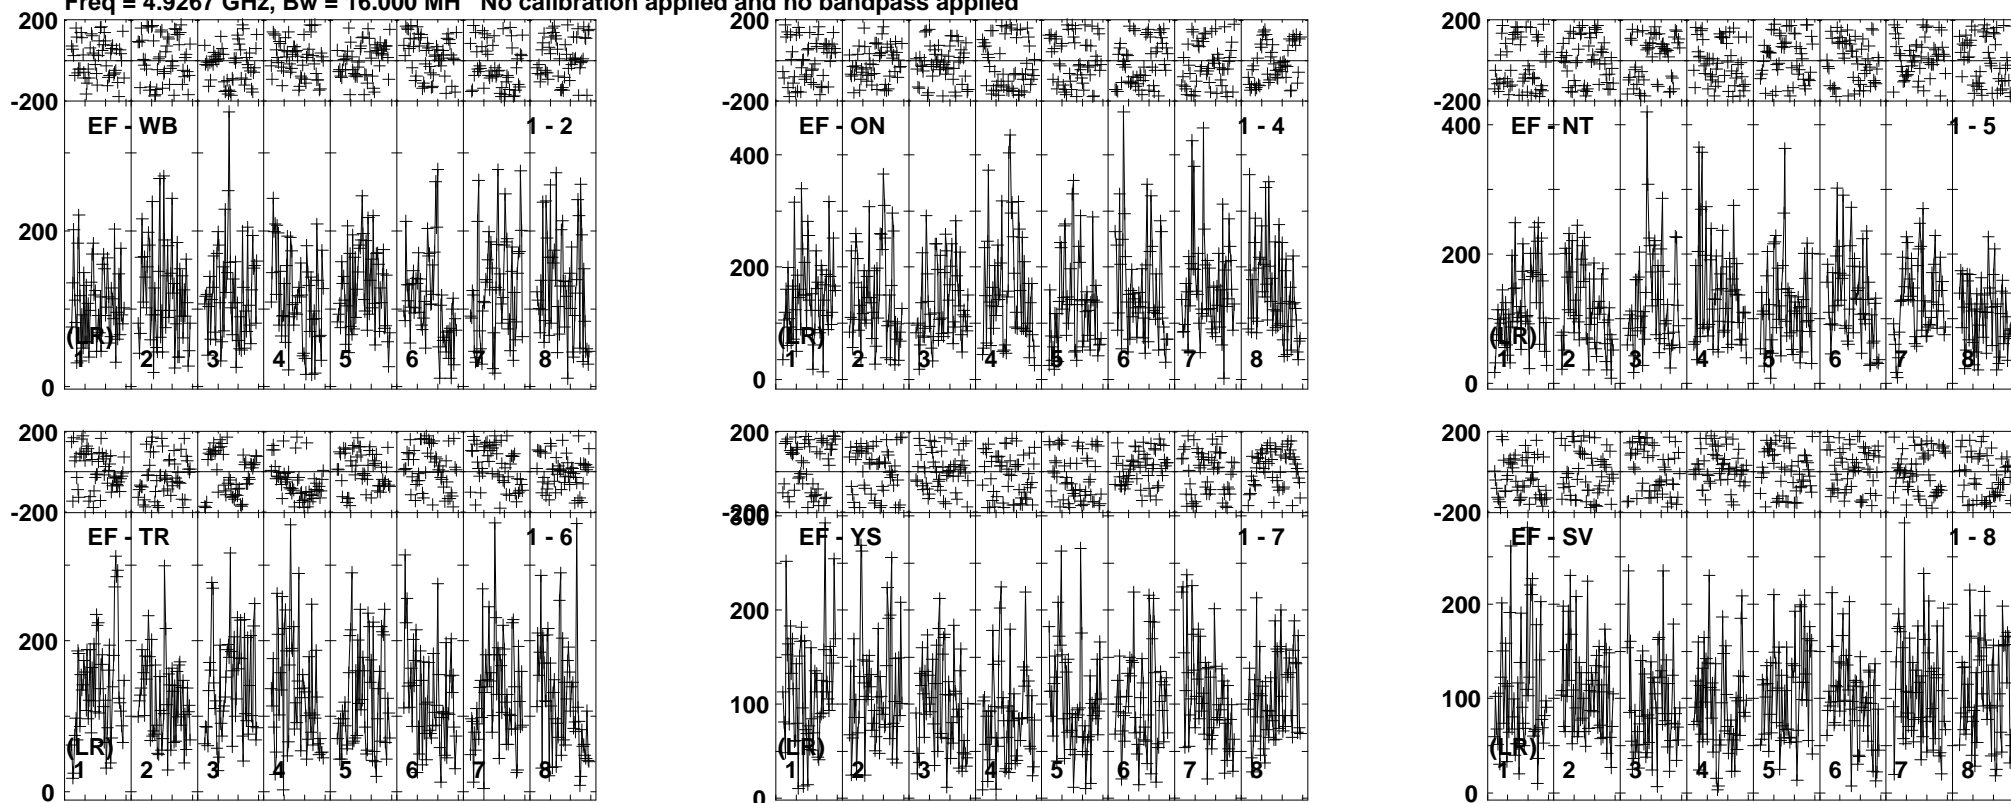 Freq = 4.9267 GHz, Bw = 16.000 MH   No calibration applied and no bandpass applied
200
-200
EF - WB 1 - 2
200
(LR)
1 2 3 4 5 6 7 8
0
200
-200
EF - ON 1 - 4
400
200
(LR)
1 2 3 4 5 6 7 8
0
200
-200
400
EF - NT 1 - 5
200
(LR)
1 2 3 4 5 6 7 8
0
200
-200
EF - TR 1 - 6
200
(LR)
1 2 3 4 5 6 7 8
0
200
-200
300
EF - YS 1 - 7
200
100
(LR)
1 2 3 4 5 6 7 8
0
200
-200
EF - SV 1 - 8
200
100
(LR)
1 2 3 4 5 6 7 8
0